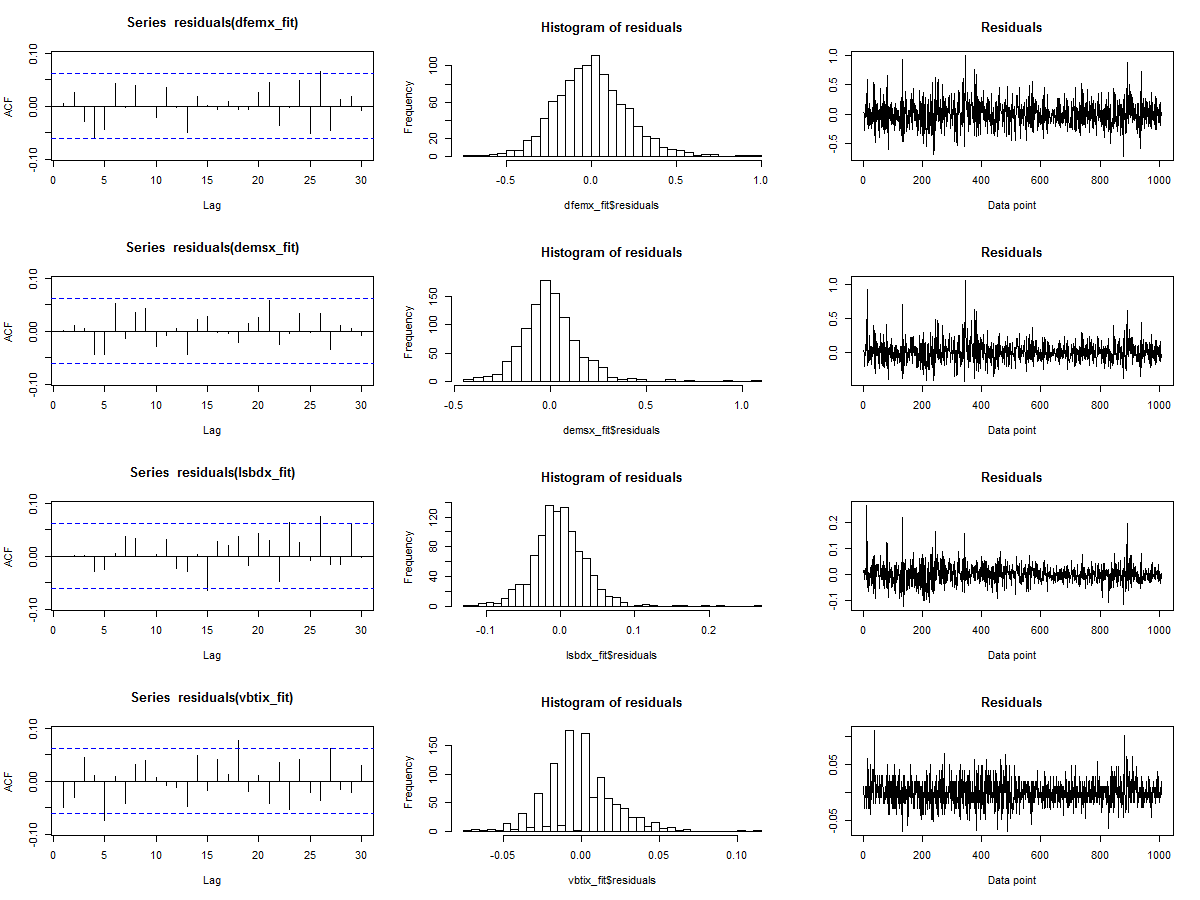 Series residuals(dfemx_fit)
ACF
0.10
0.00
-0.10
0 5 10 15 20 25 30
Lag
Histogram of residuals
Frequency
100
60
20
0
-0.5 0.0 0.5 1.0
dfemx_fit$residuals
Residuals
1.0
0.5
0.0
-0.5
0 200 400 600 800 1000
Data point
Series residuals(demsx_fit)
ACF
0.10
0.00
-0.10
0 5 10 15 20 25 30
Lag
Histogram of residuals
Frequency
150
100
50
0
-0.5 0.0 0.5 1.0
demsx_fit$residuals
Residuals
1.0
0.5
0.0
0 200 400 600 800 1000
Data point
Series residuals(lsbdx_fit)
ACF
0.10
0.00
-0.10
0 5 10 15 20 25 30
Lag
Histogram of residuals
Frequency
120
80
40
0
-0.1 0.0 0.1 0.2
lsbdx_fit$residuals
Residuals
0.2
0.1
0.0
-0.1
0 200 400 600 800 1000
Data point
Series residuals(vbtix_fit)
ACF
0.10
0.00
-0.10
0 5 10 15 20 25 30
Lag
Histogram of residuals
Frequency
150
100
50
0
-0.05 0.00 0.05 0.10
vbtix_fit$residuals
Residuals
0.05
-0.05
0 200 400 600 800 1000
Data point